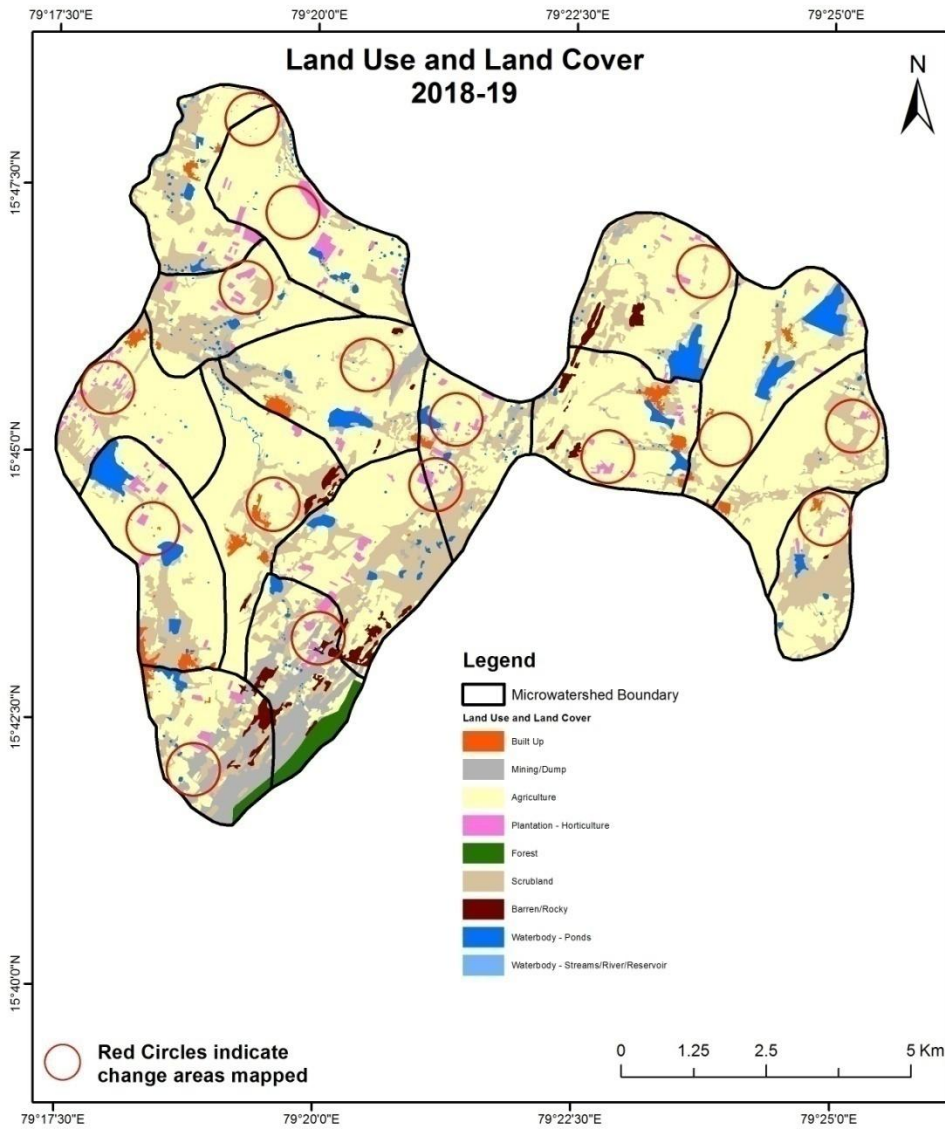 79°17'30"E 79°20'0"E 79°22'30"E 79°25'0"E
Land Use and Land Cover
2018-19
N
15°47'30"N
15°45'0"N
15°42'30"N
15°40'0"N
Legend
Microwatershed Boundary
Land Use and Land Cover
Built Up
Mining/Dump
Agriculture
Plantation - Horticulture
Forest
Scrubland
Barren/Rocky
Waterbody - Ponds
Waterbody - Streams/River/Reservoir
Red Circles indicate
change areas mapped
0 1.25 2.5 5 Km
79°17'30"E 79°20'0"E 79°22'30"E 79°25'0"E